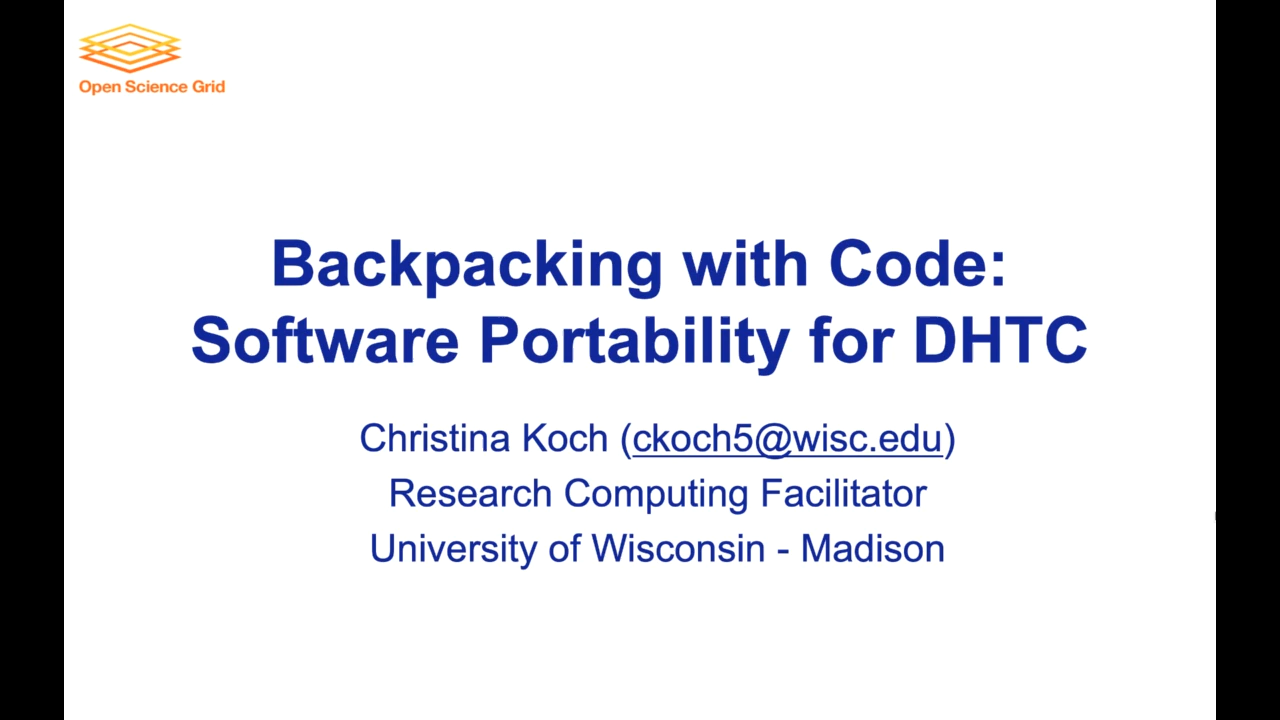 Open Science Grid
Backpacking with Code:
Software Portability for DHTC
Christina Koch (ckoch5@wisc.edu)
Research Computing Facilitator
University of Wisconsin - Madison